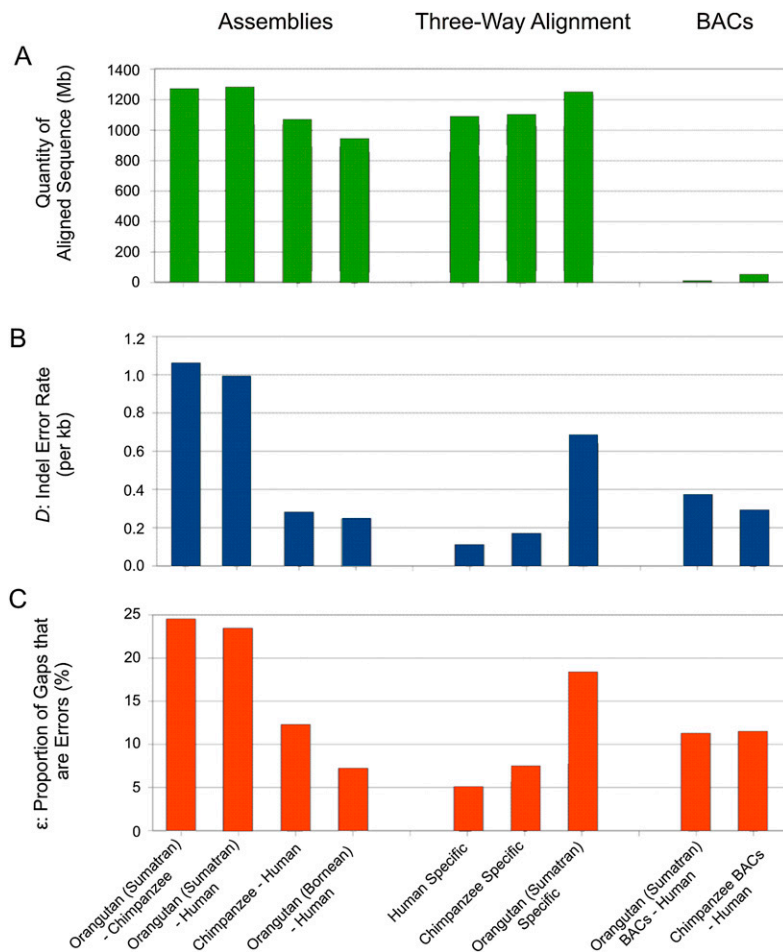 Assemblies Three-Way Alignment BACs
A
Quantity of
Aligned Sequence (Mb)
1400
1200
1000
800
600
400
200
0
B
D: Indel Error Rate
(per kb)
1.2
1.0
0.8
0.6
0.4
0.2
0.0
C
ε: Proportion of Gaps that
are Errors (%)
25
20
15
10
5
0
Orangutan (Sumatran)
- Chimpanzee
Orangutan (Sumatran)
- Human
Chimpanzee - Human
Orangutan (Bornean)
- Human
Human Specific
Chimpanzee Specific
Orangutan (Sumatran)
Specific
Orangutan (Sumatran)
BACs - Human
Chimpanzee BACs
- Human